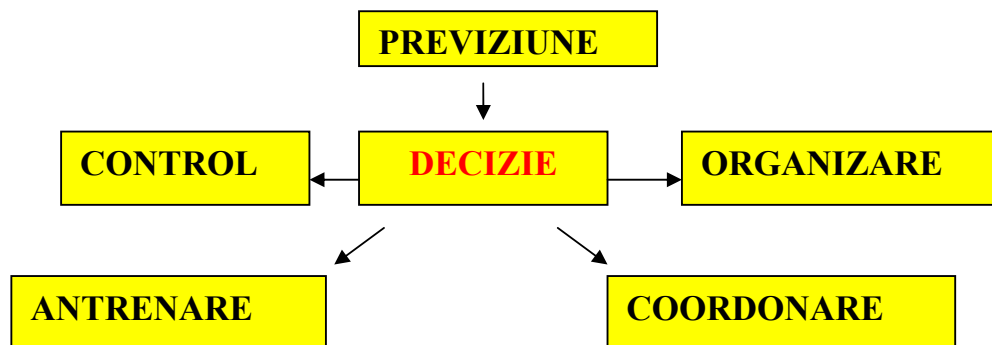 PREVIZIUNE
CONTROL
DECIZIE
ORGANIZARE
ANTRENARE
COORDONARE